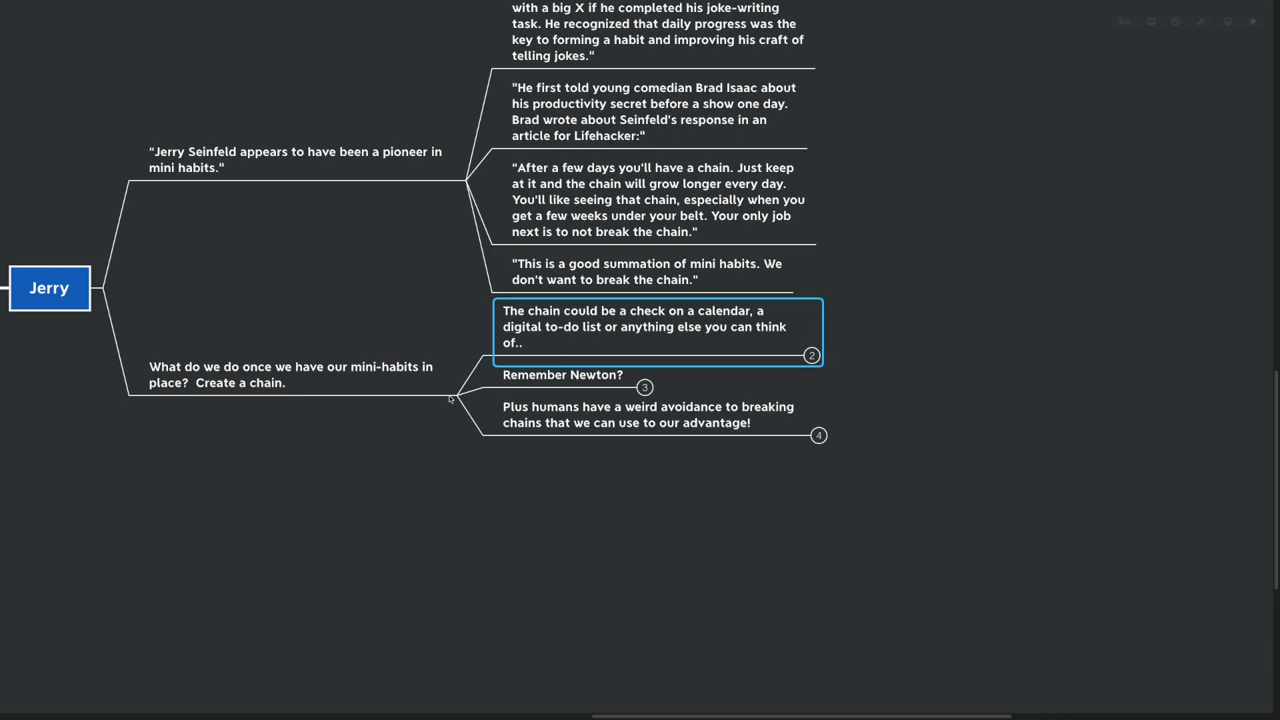 with a big X if he completed his joke-writing
task. He recognized that daily progress was the
key to forming a habit and improving his craft of
telling jokes."
"He first told young comedian Brad Isaac about
his productivity secret before a show one day.
Brad wrote about Seinfeld's response in an
article for Lifehacker:"
"Jerry Seinfeld appears to have been a pioneer in
mini habits."
"After a few days you'll have a chain. Just keep
at it and the chain will grow longer every day.
You'll like seeing that chain, especially when you
get a few weeks under your belt. Your only job
next is to not break the chain."
"This is a good summation of mini habits. We
don't want to break the chain."
Jerry
The chain could be a check on a calendar, a
digital to-do list or anything else you can think
of..
2
What do we do once we have our mini-habits in
place?  Create a chain.
Remember Newton?
3
Plus humans have a weird avoidance to breaking
chains that we can use to our advantage!
4